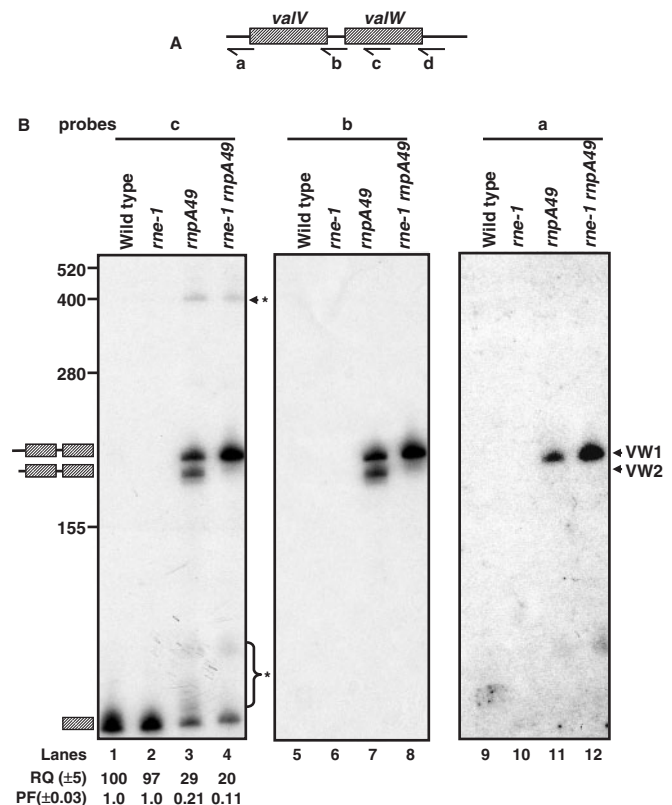 valV valW
A
a b c d
B probes c b a
Wild type rne-1 rnpA49 rne-1 rnpA49 Wild type rne-1 rnpA49 rne-1 rnpA49 Wild type rne-1 rnpA49 rne-1 rnpA49
520
400 *
280
VW1
VW2
155
*
Lanes 1 2 3 4 5 6 7 8 9 10 11 12
RQ (±5) 100 97 29 20
PF(±0.03) 1.0 1.0 0.21 0.11